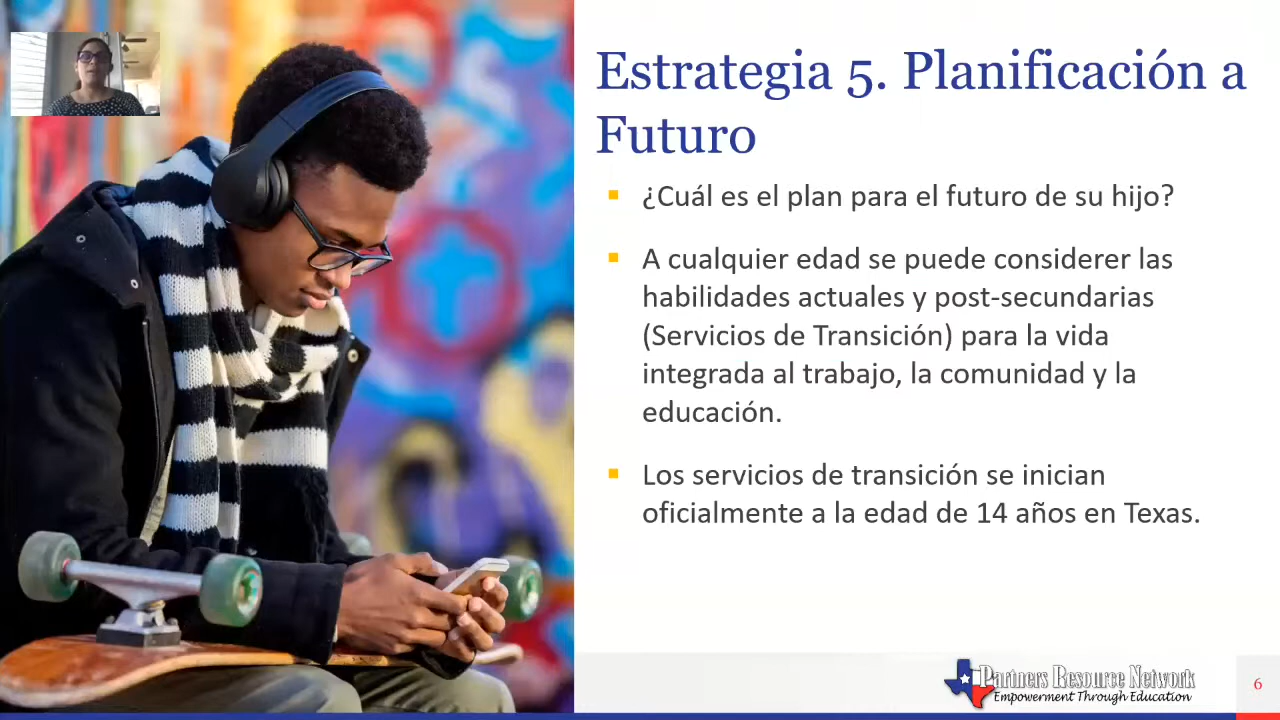 Estrategia 5. Planificación a
Futuro
¿Cuál es el plan para el futuro de su hijo?
A cualquier edad se puede considerer las
habilidades actuales y post-secundarias
(Servicios de Transición) para la vida
integrada al trabajo, la comunidad y la
educación.
Los servicios de transición se inician
oficialmente a la edad de 14 años en Texas.
Partners Resource Network
Empowerment Through Education
6